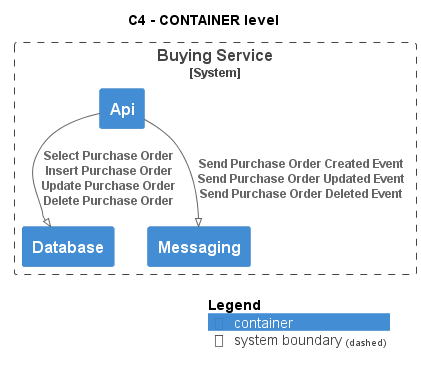 C4 - CONTAINER level
Buying Service
[System]
Api
Select Purchase Order
Insert Purchase Order
Update Purchase Order
Delete Purchase Order
Send Purchase Order Created Event
Send Purchase Order Updated Event
Send Purchase Order Deleted Event
Database
Messaging
Legend
container
system boundary (dashed)